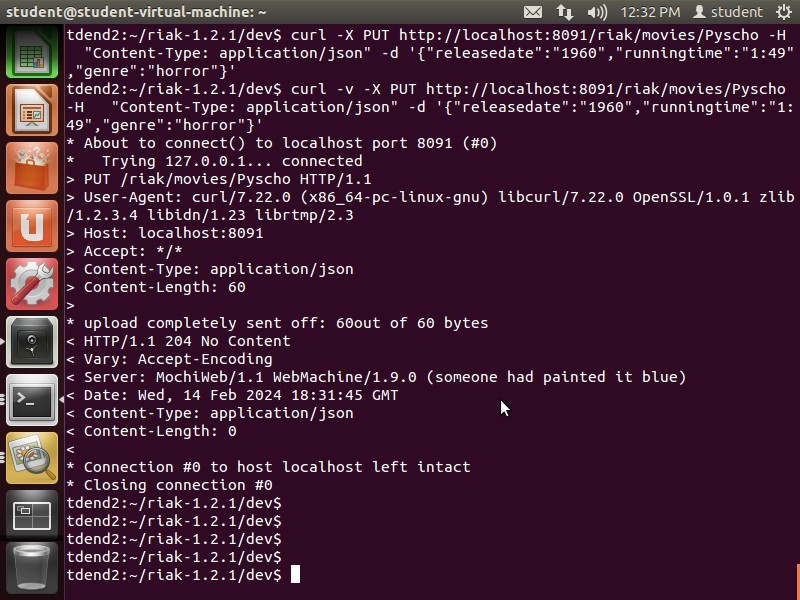 student@student-virtual-machine: ~
12:32 PM
student
tdend2:~/riak-1.2.1/dev$ curl -X PUT http://localhost:8091/riak/movies/Pyscho -H
  "Content-Type: application/json" -d '{"releasedate":"1960","runningtime":"1:49"
,"genre":"horror"}'
tdend2:~/riak-1.2.1/dev$ curl -v -X PUT http://localhost:8091/riak/movies/Pyscho
-H   "Content-Type: application/json" -d '{"releasedate":"1960","runningtime":"1:
49","genre":"horror"}'
* About to connect() to localhost port 8091 (#0)
*   Trying 127.0.0.1... connected
> PUT /riak/movies/Pyscho HTTP/1.1
> User-Agent: curl/7.22.0 (x86_64-pc-linux-gnu) libcurl/7.22.0 OpenSSL/1.0.1 zlib
/1.2.3.4 libidn/1.23 librtmp/2.3
> Host: localhost:8091
> Accept: */*
> Content-Type: application/json
> Content-Length: 60
>
* upload completely sent off: 60out of 60 bytes
< HTTP/1.1 204 No Content
< Vary: Accept-Encoding
< Server: MochiWeb/1.1 WebMachine/1.9.0 (someone had painted it blue)
< Date: Wed, 14 Feb 2024 18:31:45 GMT
< Content-Type: application/json
< Content-Length: 0
<
* Connection #0 to host localhost left intact
* Closing connection #0
tdend2:~/riak-1.2.1/dev$
tdend2:~/riak-1.2.1/dev$
tdend2:~/riak-1.2.1/dev$
tdend2:~/riak-1.2.1/dev$
tdend2:~/riak-1.2.1/dev$